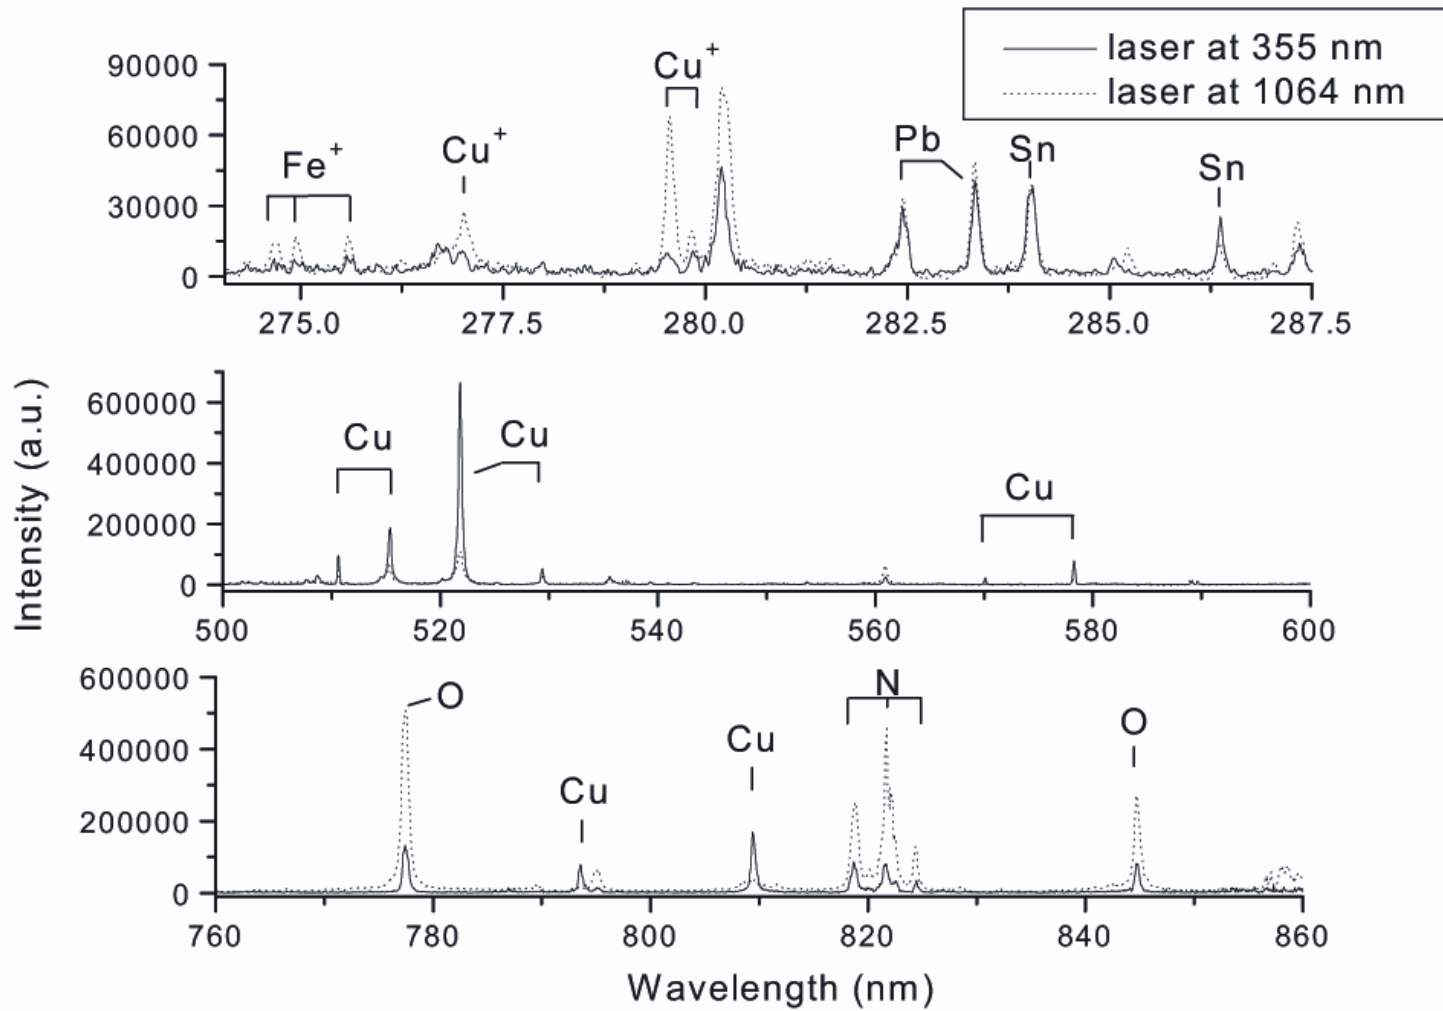 laser at 355 nm
laser at 1064 nm
90000
60000
30000
0
Fe+
Cu+
Cu+
Pb
Sn
Sn
275.0 277.5 280.0 282.5 285.0 287.5
Intensity (a.u.)
600000
400000
200000
0
Cu
Cu
Cu
500 520 540 560 580 600
600000
400000
200000
0
O
Cu
Cu
N
O
760 780 800 820 840 860
Wavelength (nm)